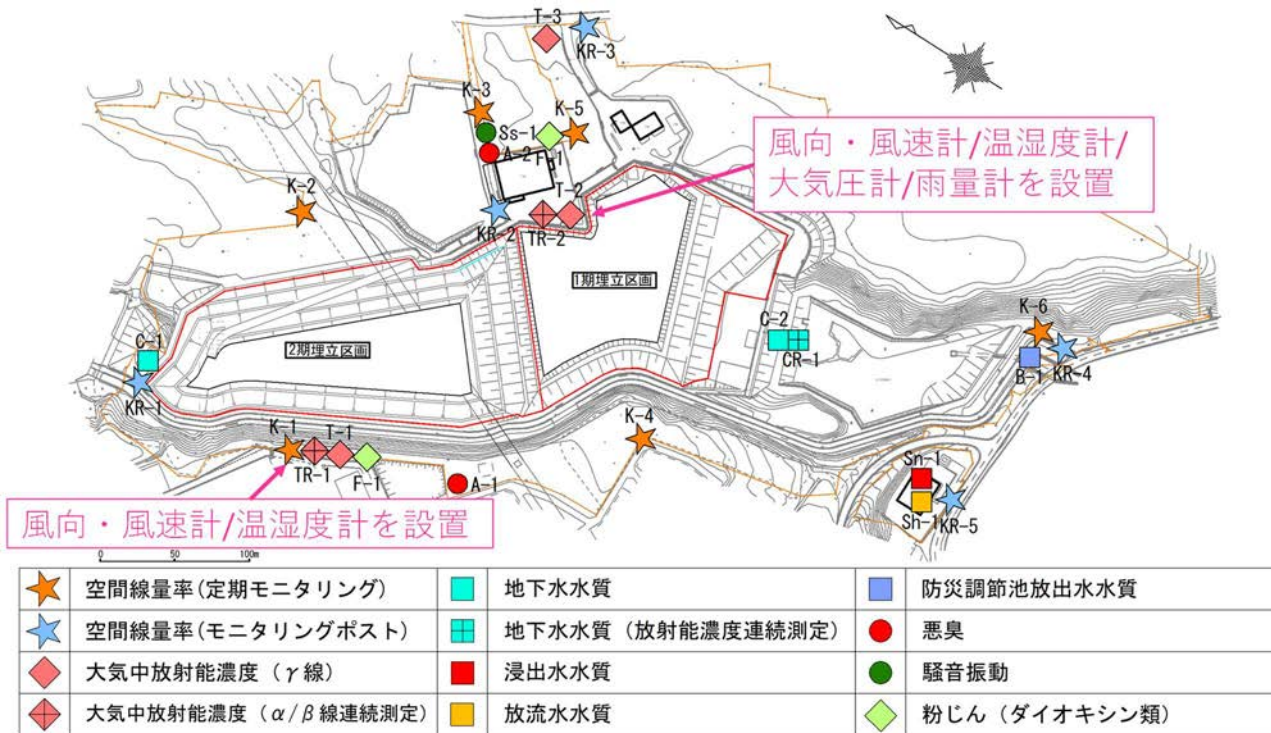 T-3
KR-3
K-3
K-5
Ss-1
A-2
F-1
風向・風速計/温湿度計/
大気圧計/雨量計を設置
K-2
T-2
KR-2
TR-2
1期埋立区画
K-6
C-2
C-1
2期埋立区画
CR-1
KR-4
B-1
KR-1
K-4
K-1
T-1
TR-1
F-1
A-1
Sn-1
Sh-1
KR-5
風向・風速計/温湿度計を設置
0 50 100m
空間線量率(定期モニタリング) 地下水水質 防災調節池放出水水質
空間線量率(モニタリングポスト) 地下水水質(放射能濃度連続測定) 悪臭
大気中放射能濃度(γ線) 浸出水水質 騒音振動
大気中放射能濃度(α/β線連続測定) 放流水水質 粉じん(ダイオキシン類)